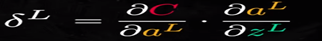 δ^L = ∂C/∂a^L · ∂a^L/∂z^L